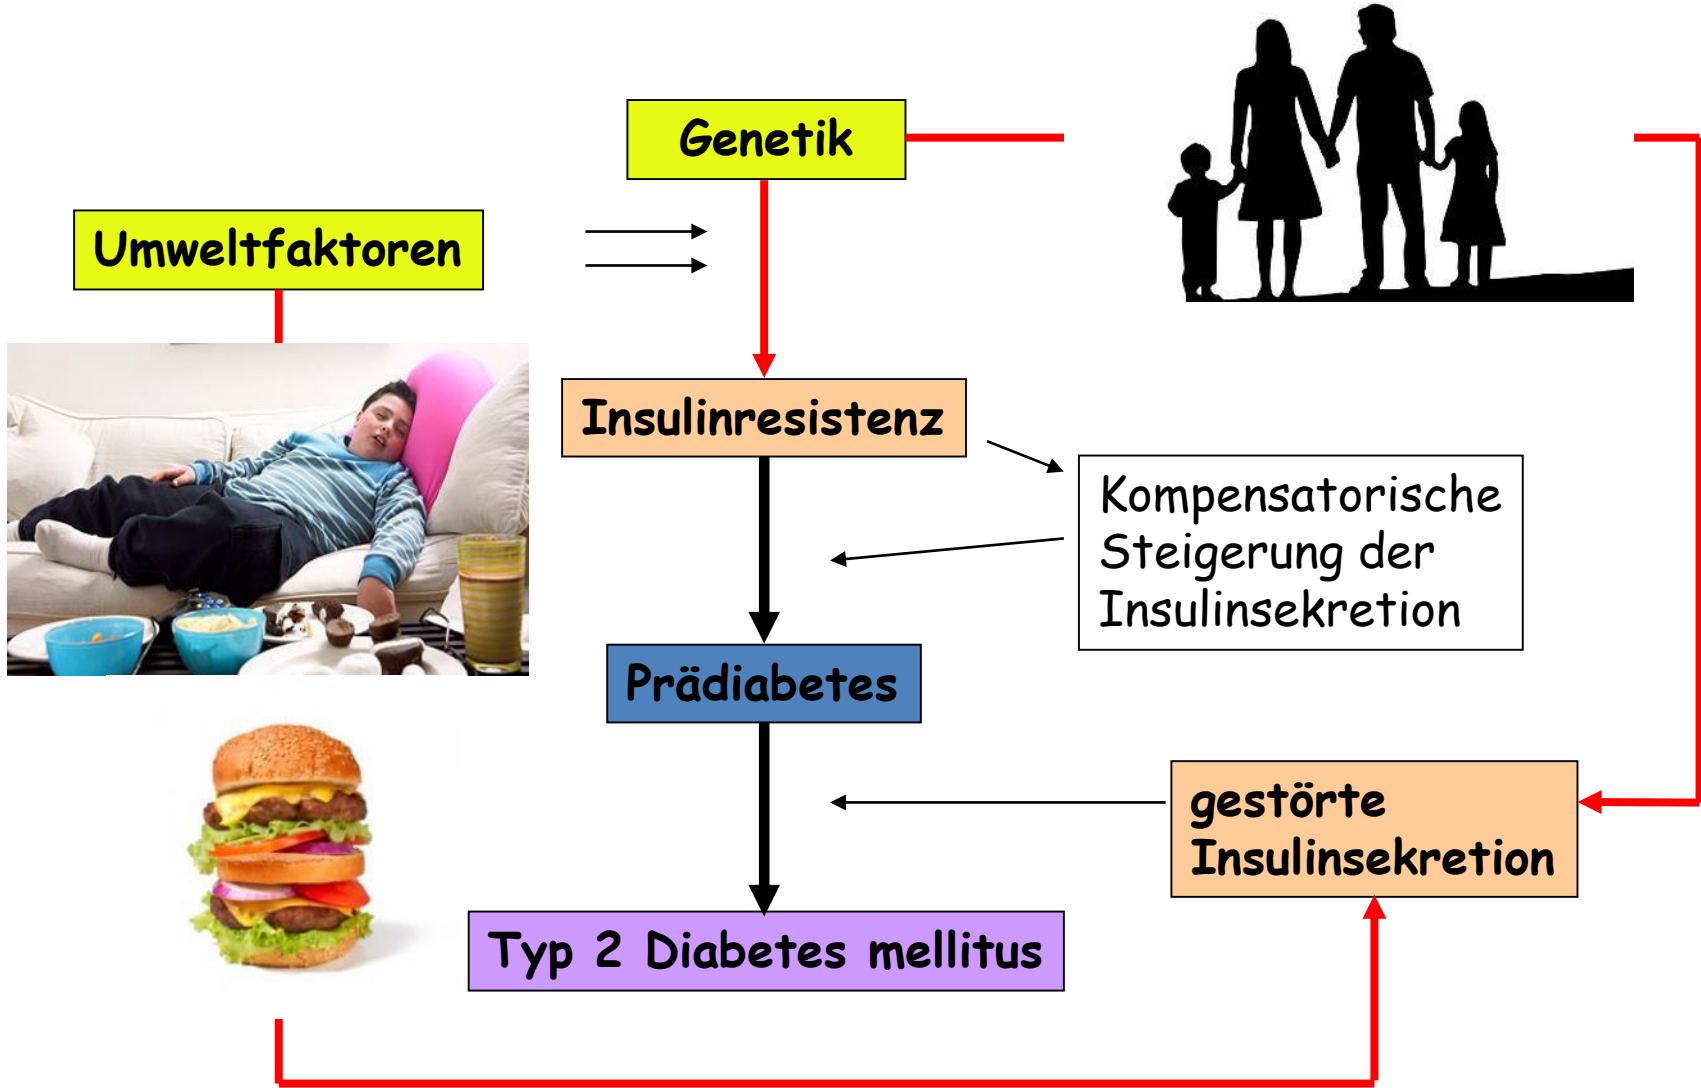 Genetik
Umweltfaktoren
Insulinresistenz
Kompensatorische
Steigerung der
Insulinsekretion
Prädiabetes
gestörte
Insulinsekretion
Typ 2 Diabetes mellitus